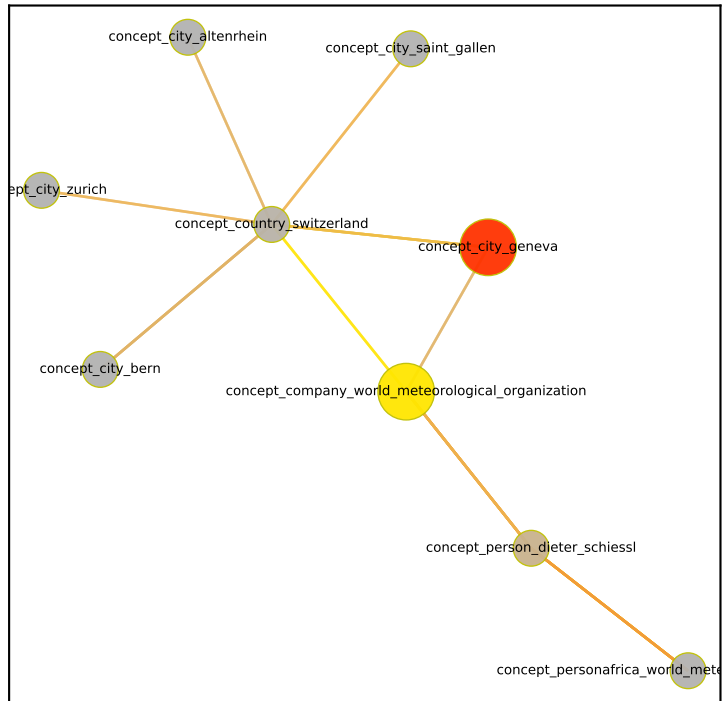 concept_city_altenrhein
concept_city_saint_gallen
ept_city_zurich
concept_country_switzerland
concept_city_geneva
concept_city_bern
concept_company_world_meteorological_organization
concept_person_dieter_schiessl
concept_personafrica_world_mete